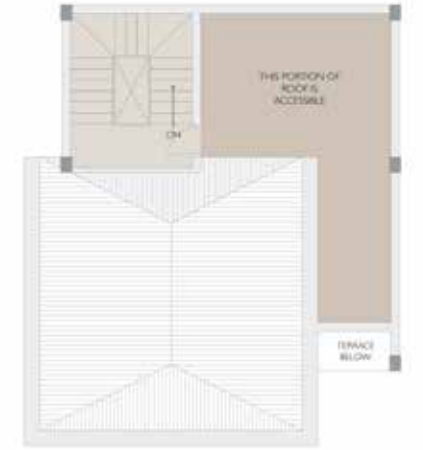 THIS PORTION OF
ROOF IS
ACCESSIBLE
DN
TERRACE
BELOW